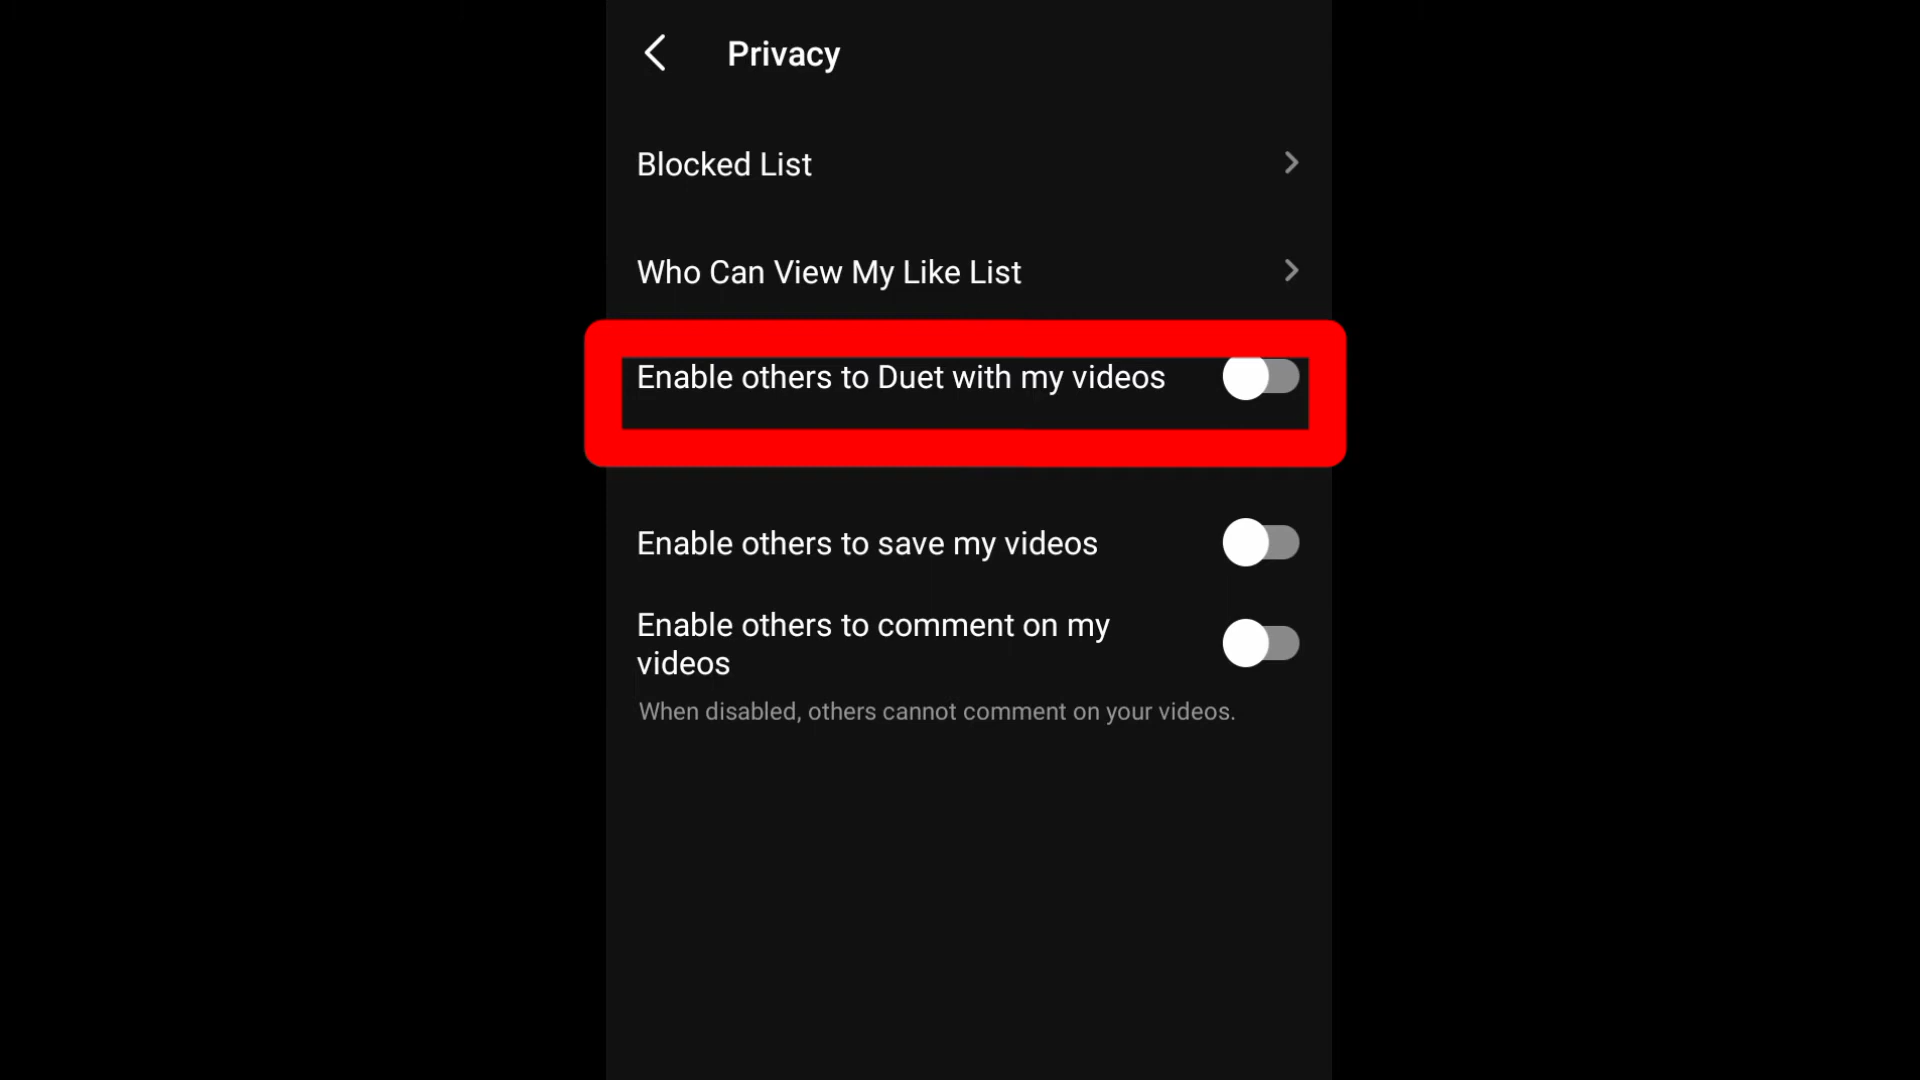 Privacy
Blocked List
Who Can View My Like List
Enable others to Duet with my videos
Enable others to save my videos
Enable others to comment on my
videos
When disabled, others cannot comment on your videos.